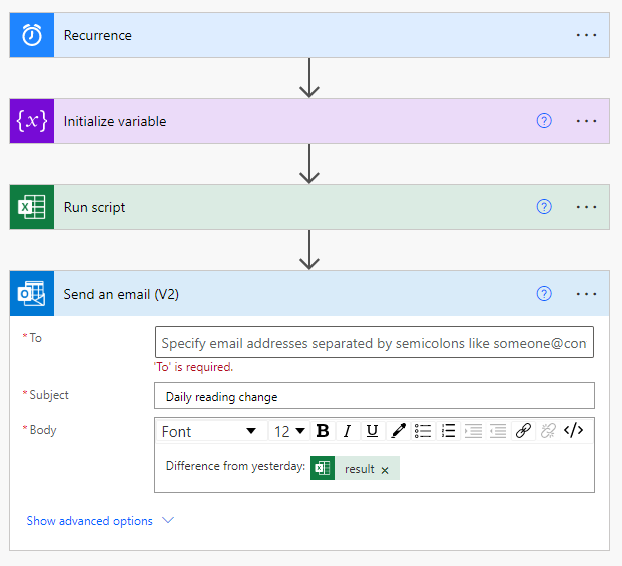 Recurrence
{x} Initialize variable
Run script
Send an email (V2)
*To Specify email addresses separated by semicolons like someone@con
'To' is required.
*Subject Daily reading change
*Body Font 12 B I U </>
Difference from yesterday: result ×
Show advanced options